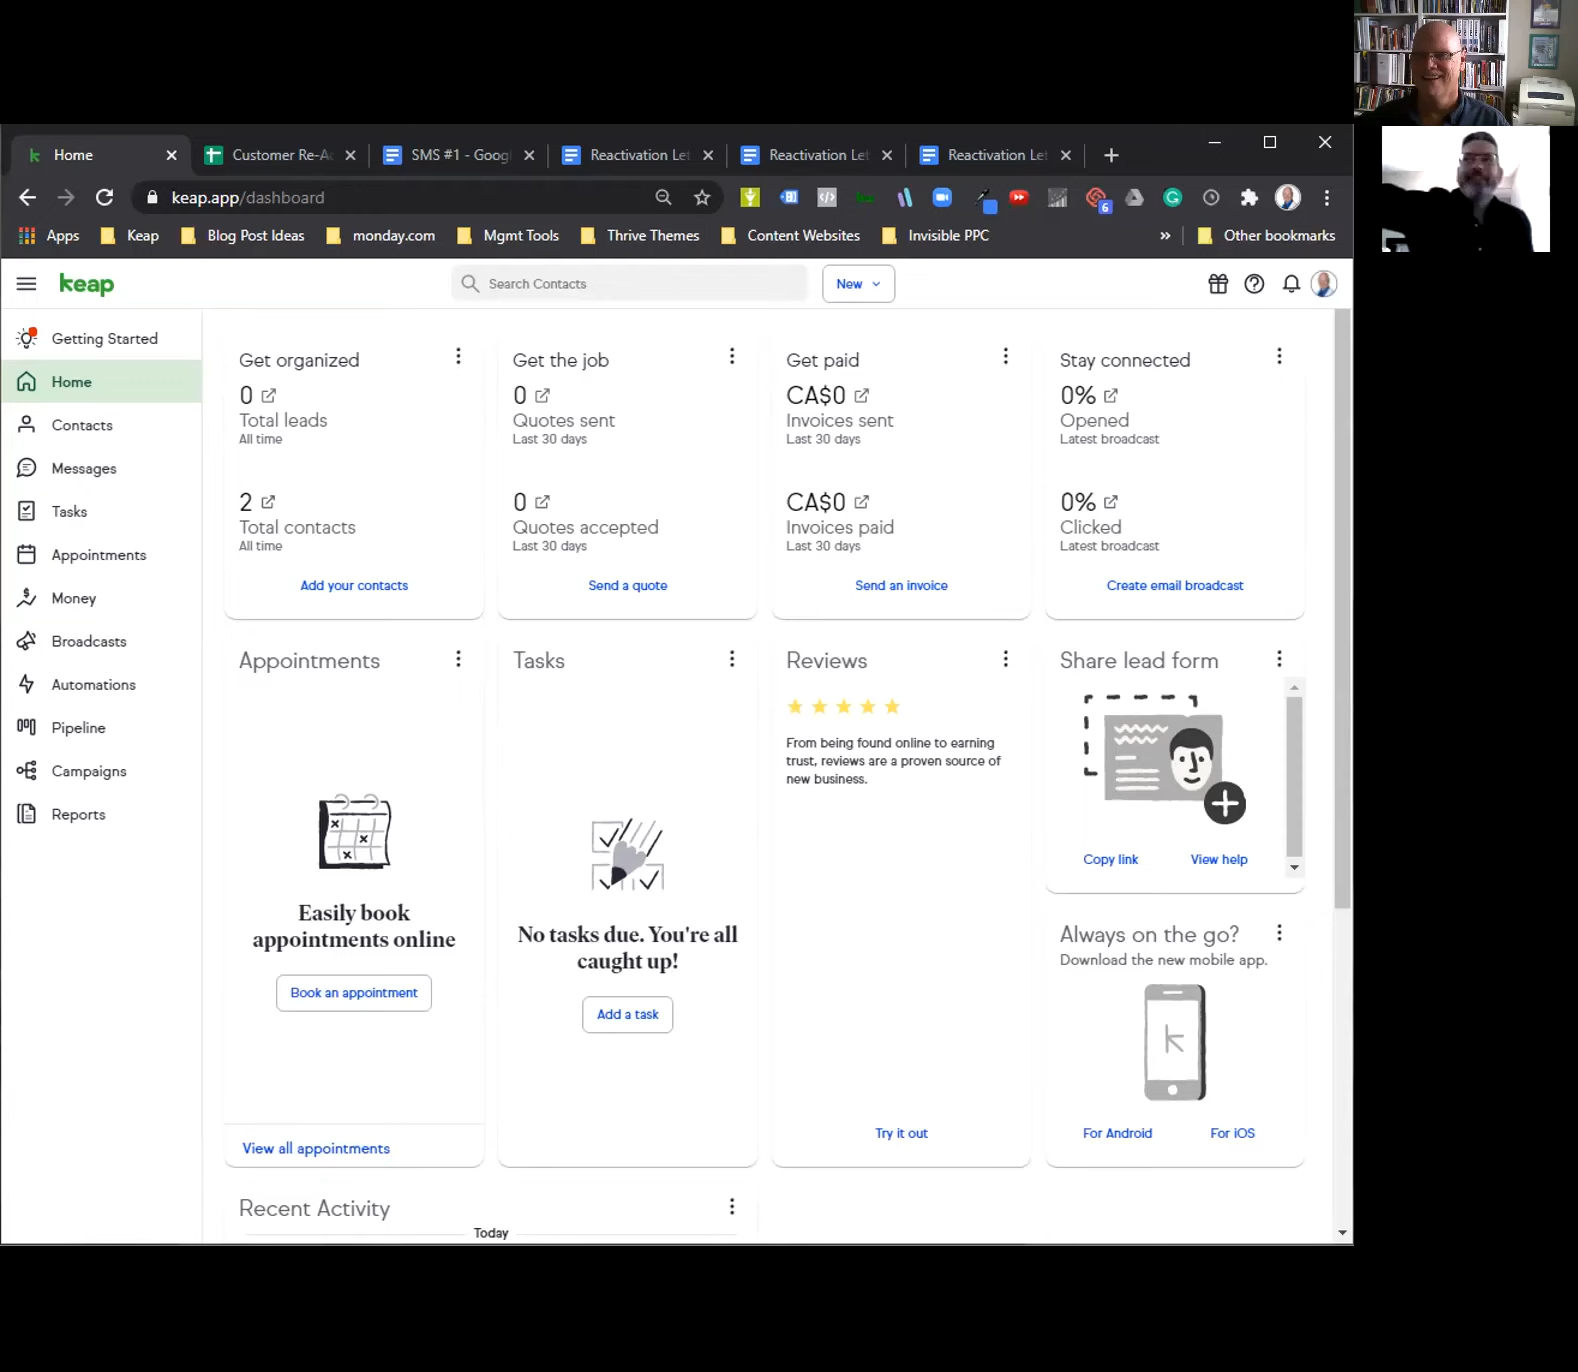 Home
Customer Re-A
SMS #1 - Goog
Reactivation Let
Reactivation Let
Reactivation Let
keap.app/dashboard
6
Apps
Keap
Blog Post Ideas
monday.com
Mgmt Tools
Thrive Themes
Content Websites
Invisible PPC
»
Other bookmarks
keap
Search Contacts
New
Getting Started
Home
Contacts
Messages
Tasks
Appointments
Money
Broadcasts
Automations
Pipeline
Campaigns
Reports
Get organized
0
Total leads
All time
2
Total contacts
All time
Add your contacts
Get the job
0
Quotes sent
Last 30 days
0
Quotes accepted
Last 30 days
Send a quote
Get paid
CA$0
Invoices sent
Last 30 days
CA$0
Invoices paid
Last 30 days
Send an invoice
Stay connected
0%
Opened
Latest broadcast
0%
Clicked
Latest broadcast
Create email broadcast
Appointments
Easily book
appointments online
Book an appointment
View all appointments
Tasks
No tasks due. You're all
caught up!
Add a task
Reviews
From being found online to earning
trust, reviews are a proven source of
new business.
Try it out
Share lead form
Copy link
View help
Always on the go?
Download the new mobile app.
For Android
For iOS
Recent Activity
Today